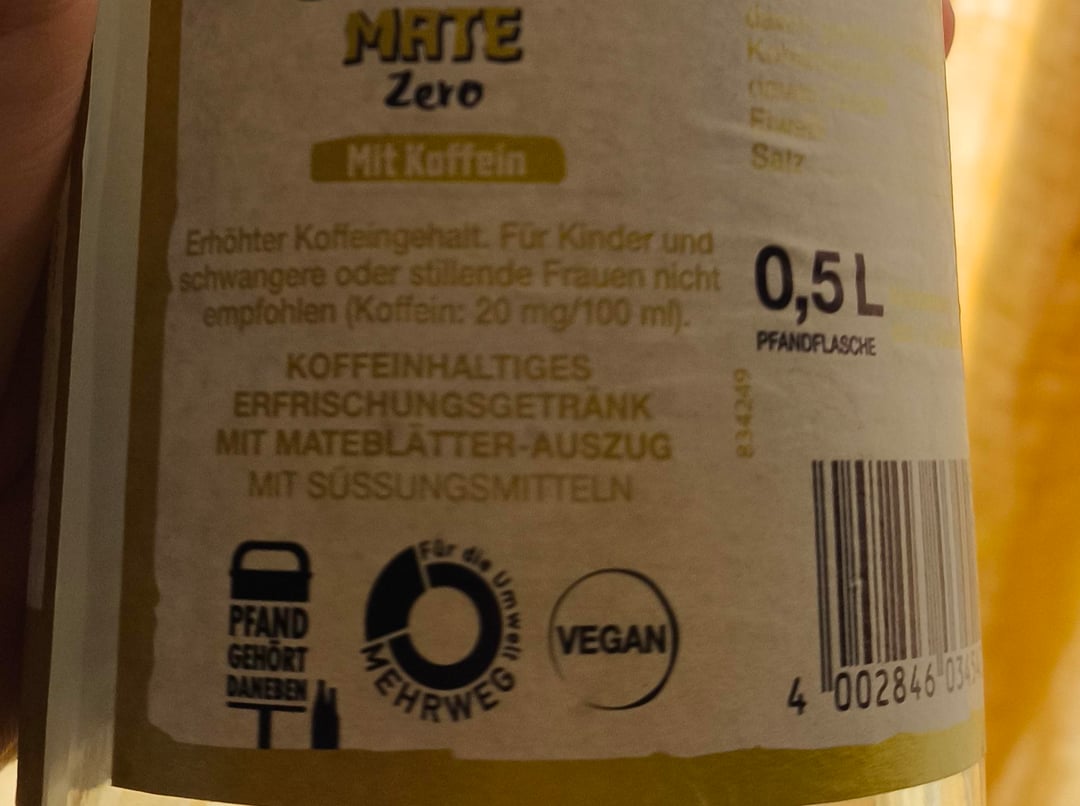 MATE
Zero
Mit Koffein
Erhöhter Koffeingehalt. Für Kinder und
schwangere oder stillende Frauen nicht
empfohlen (Koffein: 20 mg/100 ml).
KOFFEINHALTIGES
ERFRISCHUNGSGETRÄNK
MIT MATEBLÄTTER-AUSZUG
MIT SÜSSUNGSMITTELN
PFAND
GEHÖRT
DANEBEN
Für die Umwelt
MEHRWEG
VEGAN
Salz
0,5 L
PFANDFLASCHE
834249
4 002846 034